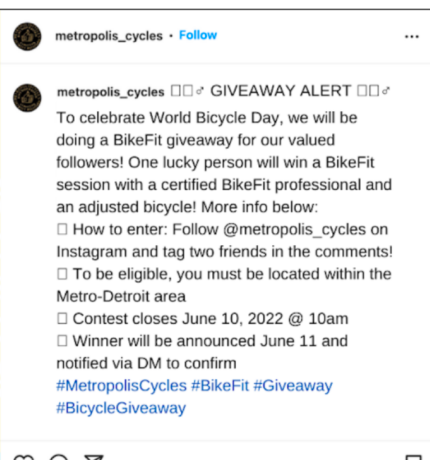 metropolis_cycles • Follow
metropolis_cycles □□♂ GIVEAWAY ALERT □□♂
To celebrate World Bicycle Day, we will be
doing a BikeFit giveaway for our valued
followers! One lucky person will win a BikeFit
session with a certified BikeFit professional and
an adjusted bicycle! More info below:
□ How to enter: Follow @metropolis_cycles on
Instagram and tag two friends in the comments!
□ To be eligible, you must be located within the
Metro-Detroit area
□ Contest closes June 10, 2022 @ 10am
□ Winner will be announced June 11 and
notified via DM to confirm
#MetropolisCycles #BikeFit #Giveaway
#BicycleGiveaway